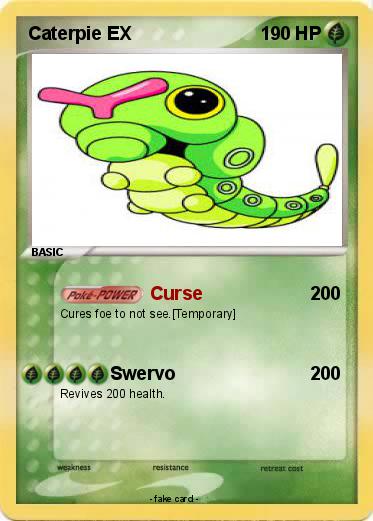 Caterpie EX 190 HP
BASIC
Poké-POWER Curse 200
Cures foe to not see.[Temporary]
Swervo 200
Revives 200 health.
weakness resistance retreat cost
- fake card -